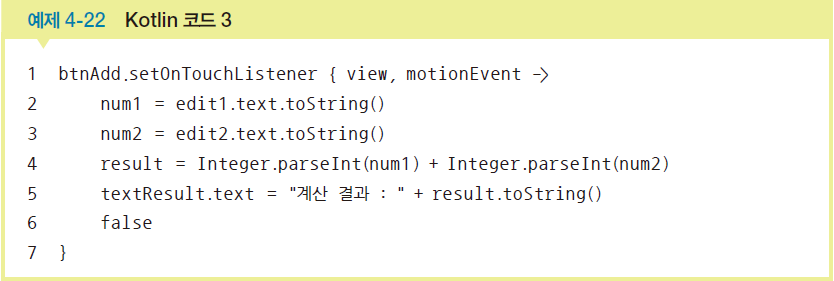 예제 4-22 Kotlin 코드 3
1 btnAdd.setOnTouchListener { view, motionEvent ->
2 num1 = edit1.text.toString()
3 num2 = edit2.text.toString()
4 result = Integer.parseInt(num1) + Integer.parseInt(num2)
5 textResult.text = "계산 결과 : " + result.toString()
6 false
7 }